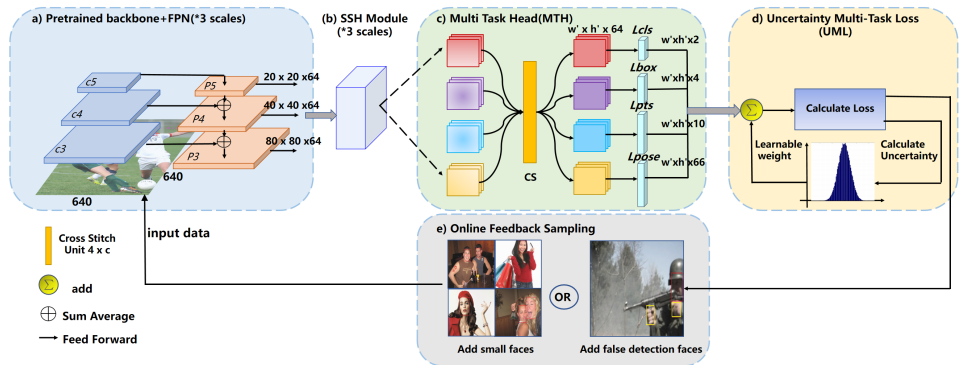 a) Pretrained backbone+FPN(*3 scales)
c5
c4
c3
P5
P4
P3
20 x 20 x64
40 x 40 x64
80 x 80 x64
640
640
(b) SSH Module
(*3 scales)
c) Multi Task Head(MTH)
w' x h' x 64
CS
Lcls
w'xh'x2
Lbox
w'xh'x4
Lpts
w'xh'x10
Lpose
w'xh'x66
d) Uncertainty Multi-Task Loss
(UML)
Σ
Calculate Loss
Learnable
weight
Calculate
Uncertainty
input data
Cross Stitch
Unit 4 x c
Σ
add
Sum Average
Feed Forward
e) Online Feedback Sampling
OR
Add small faces
Add false detection faces